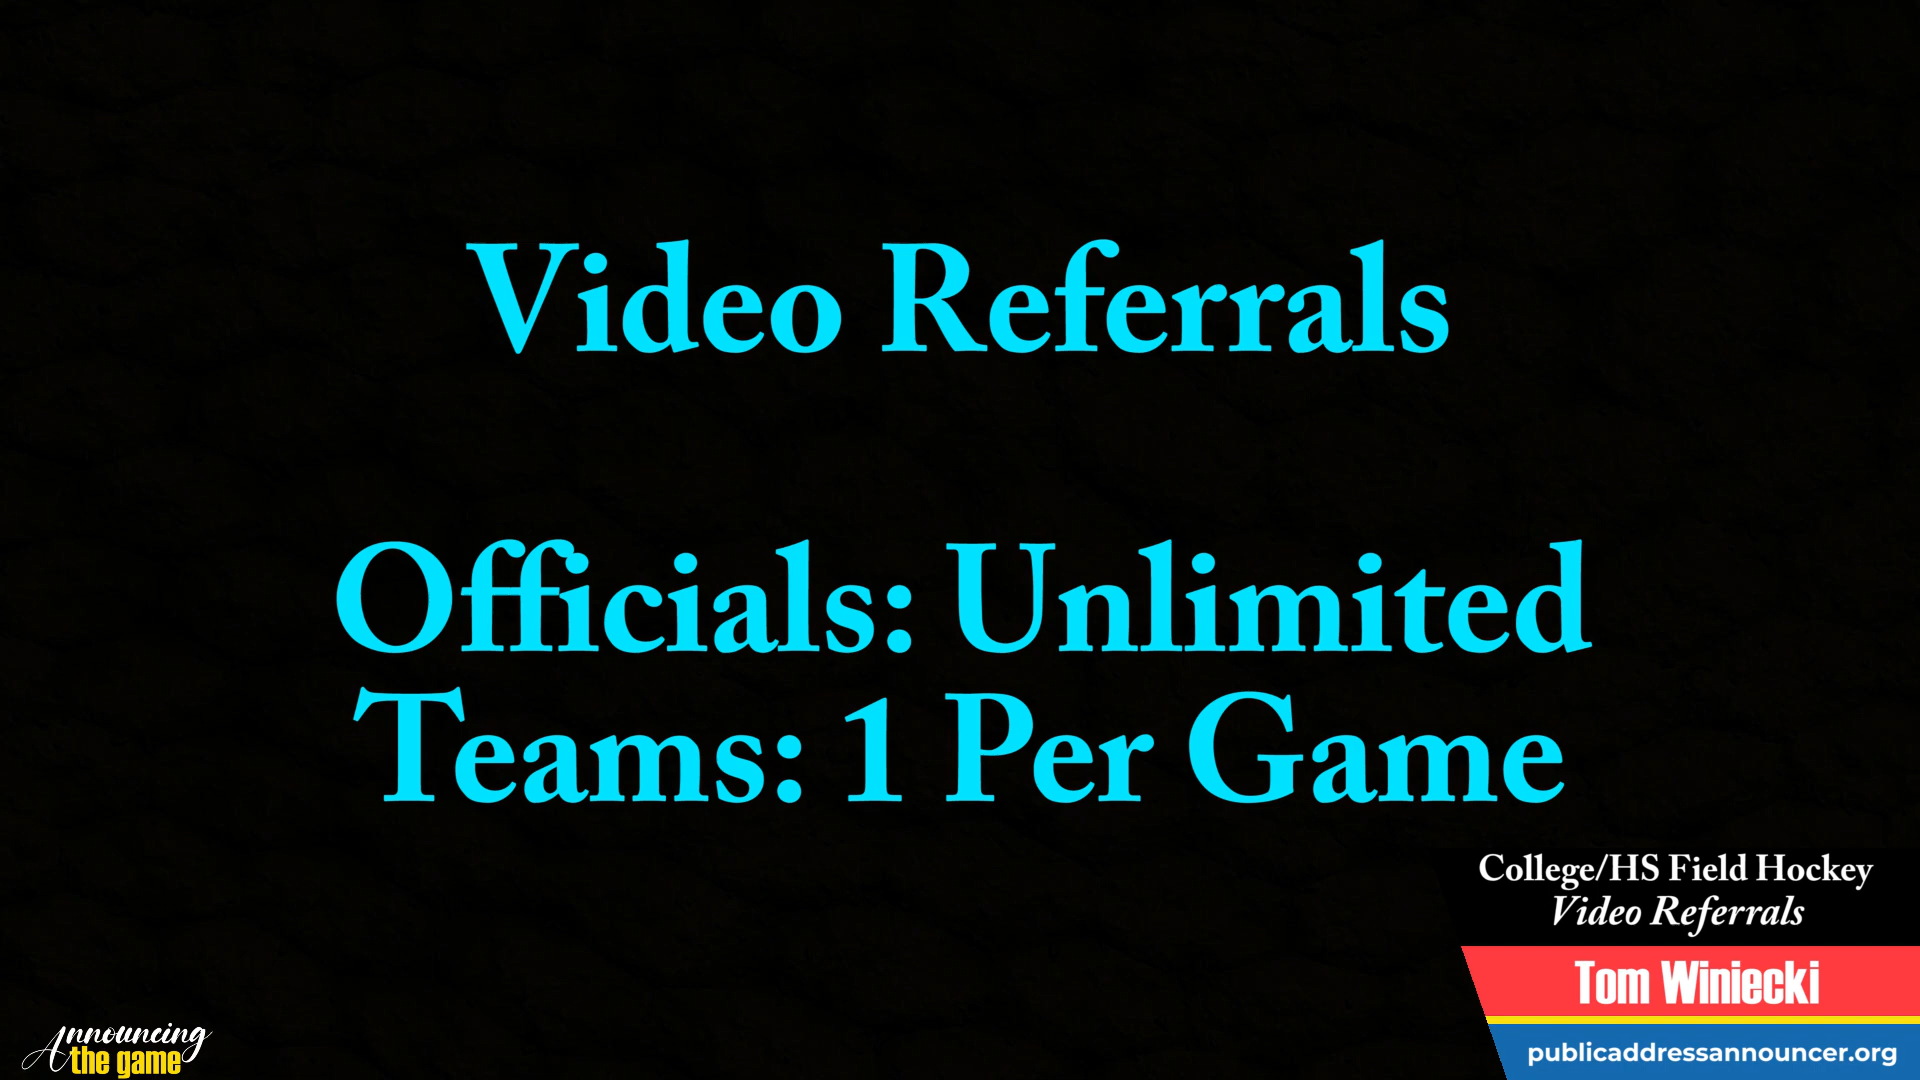 Video Referrals
Officials: Unlimited
Teams: 1 Per Game
College/HS Field Hockey
Video Referrals
Tom Winiecki
publicaddressannouncer.org
Announcing
the game